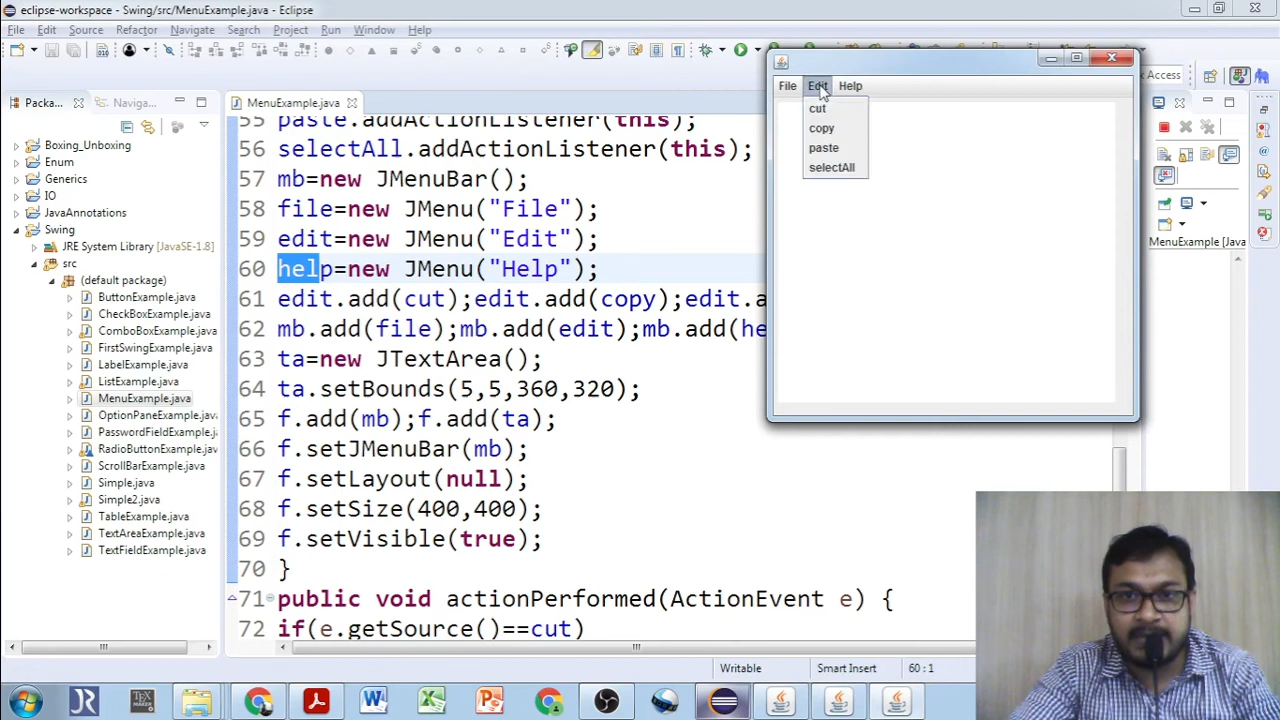 eclipse-workspace - Swing/src/MenuExample.java - Eclipse
File Edit Source Refactor Navigate Search Project Run Window Help
Access
Packa...
Naviga...
MenuExample.java
Boxing_Unboxing
Enum
Generics
IO
JavaAnnotations
Swing
JRE System Library [JavaSE-1.8]
src
(default package)
ButtonExample.java
CheckBoxExample.java
ComboBoxExample.java
FirstSwingExample.java
LabelExample.java
ListExample.java
MenuExample.java
OptionPaneExample.java
PasswordFieldExample.ja
RadioButtonExample.java
ScrollBarExample.java
Simple.java
Simple2.java
TableExample.java
TextAreaExample.java
TextFieldExample.java
55 paste.addActionListener(this);
56 selectAll.addActionListener(this);
57 mb=new JMenuBar();
58 file=new JMenu("File");
59 edit=new JMenu("Edit");
60 help=new JMenu("Help");
61 edit.add(cut);edit.add(copy);edit.a
62 mb.add(file);mb.add(edit);mb.add(he
63 ta=new JTextArea();
64 ta.setBounds(5,5,360,320);
65 f.add(mb);f.add(ta);
66 f.setJMenuBar(mb);
67 f.setLayout(null);
68 f.setSize(400,400);
69 f.setVisible(true);
70 }
71 public void actionPerformed(ActionEvent e) {
72 if(e.getSource()==cut)
File Edit Help
cut
copy
paste
selectAll
MenuExample [Java
Writable Smart Insert 60 : 1